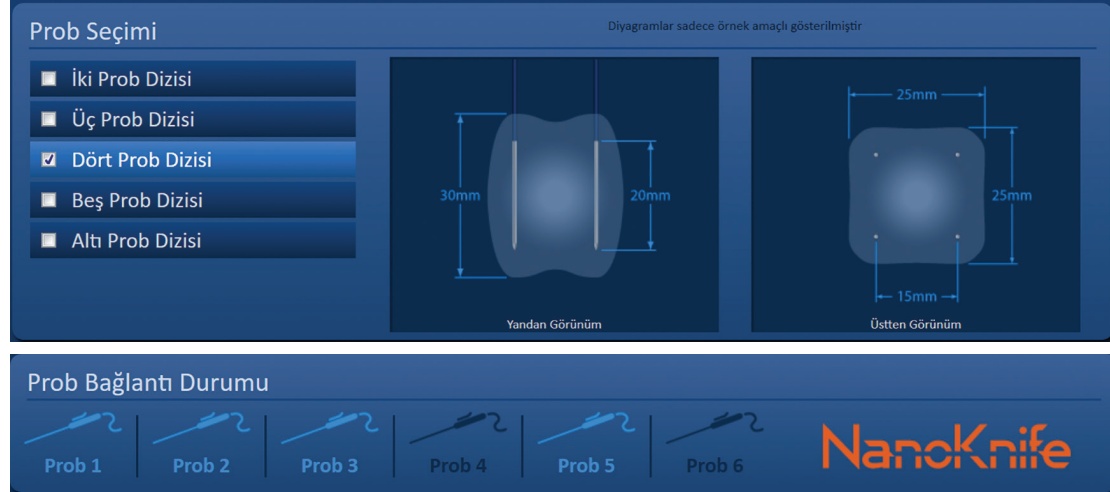 Prob Seçimi
Diyagramlar sadece örnek amaçlı gösterilmiştir
İki Prob Dizisi
Üç Prob Dizisi
Dört Prob Dizisi
Beş Prob Dizisi
Altı Prob Dizisi
30mm
20mm
Yandan Görünüm
25mm
25mm
15mm
Üstten Görünüm
Prob Bağlantı Durumu
Prob 1
Prob 2
Prob 3
Prob 4
Prob 5
Prob 6
NanoKnife